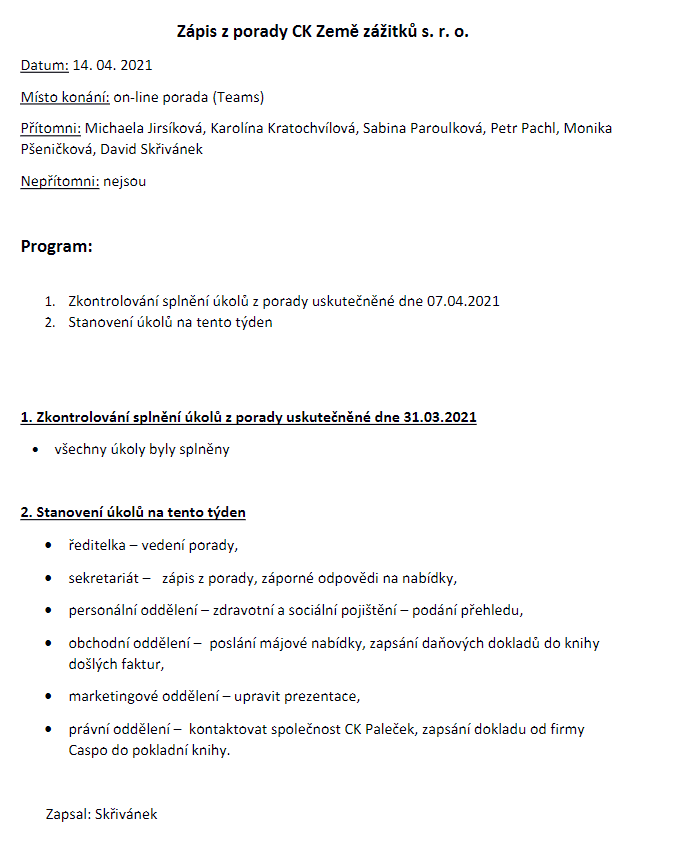 Zápis z porady CK Země zážitků s. r. o.
Datum: 14. 04. 2021
Místo konání: on-line porada (Teams)
Přítomni: Michaela Jirsíková, Karolína Kratochvílová, Sabina Paroulková, Petr Pachl, Monika
Pšeničková, David Skřivánek
Nepřítomni: nejsou
Program:
1. Zkontrolování splnění úkolů z porady uskutečněné dne 07.04.2021
2. Stanovení úkolů na tento týden
1. Zkontrolování splnění úkolů z porady uskutečněné dne 31.03.2021
• všechny úkoly byly splněny
2. Stanovení úkolů na tento týden
• ředitelka – vedení porady,
• sekretariát – zápis z porady, záporné odpovědi na nabídky,
• personální oddělení – zdravotní a sociální pojištění – podání přehledu,
• obchodní oddělení – poslání májové nabídky, zapsání daňových dokladů do knihy
došlých faktur,
• marketingové oddělení – upravit prezentace,
• právní oddělení – kontaktovat společnost CK Paleček, zapsání dokladu od firmy
Caspo do pokladní knihy.
Zapsal: Skřivánek